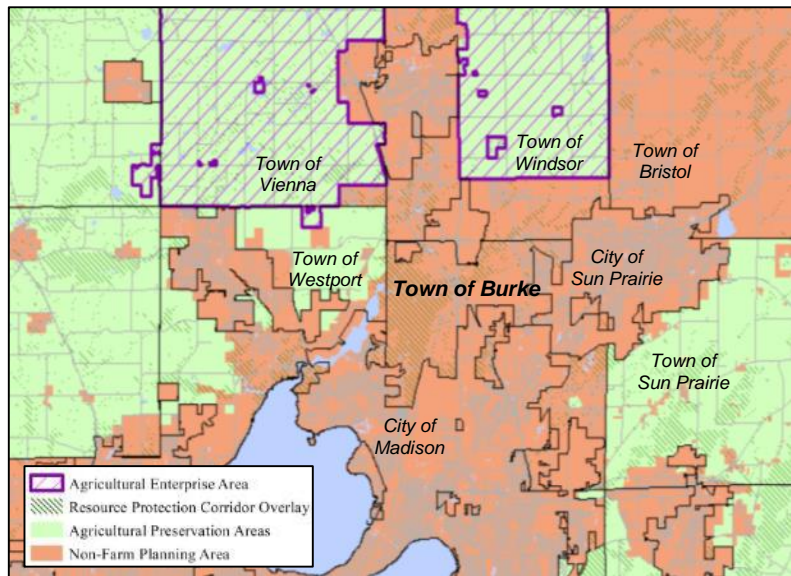 Town of
Vienna
Town of
Windsor
Town of
Bristol
Town of
Westport
City of
Sun Prairie
Town of Burke
Town of
Sun Prairie
City of
Madison
Agricultural Enterprise Area
Resource Protection Corridor Overlay
Agricultural Preservation Areas
Non-Farm Planning Area